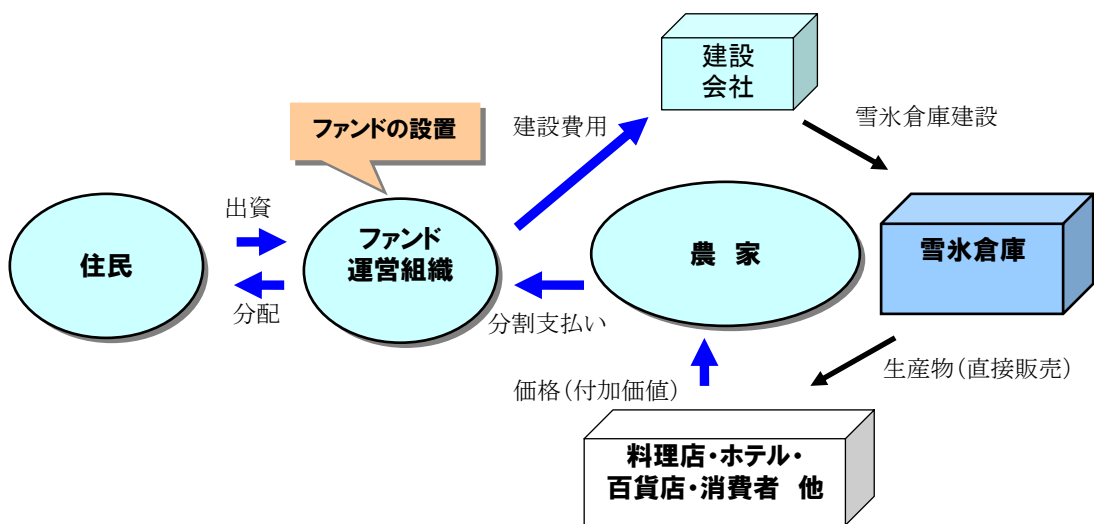 建設
会社
ファンドの設置
建設費用
雪氷倉庫建設
出資
住民
分配
ファンド
運営組織
農 家
雪氷倉庫
分割支払い
価格(付加価値)
生産物(直接販売)
料理店・ホテル・
百貨店・消費者 他